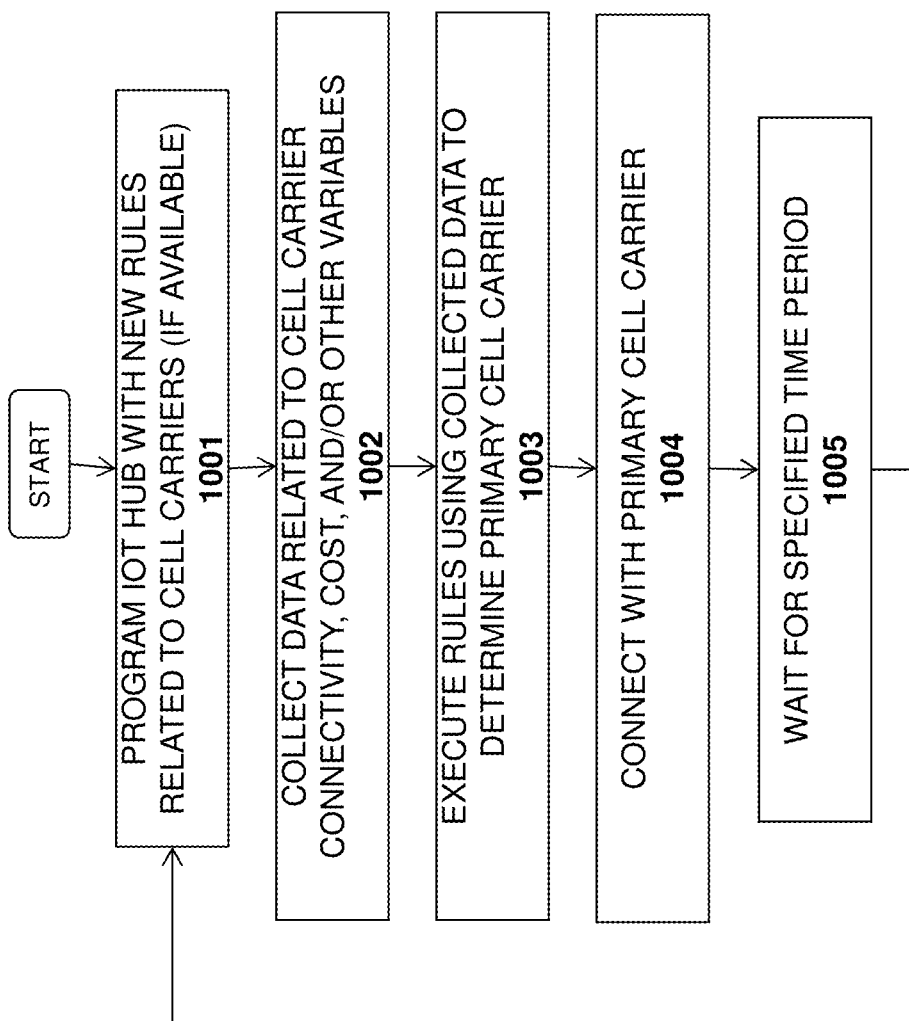 START
PROGRAM IOT HUB WITH NEW RULES
RELATED TO CELL CARRIERS (IF AVAILABLE)
1001
COLLECT DATA RELATED TO CELL CARRIER
CONNECTIVITY, COST, AND/OR OTHER VARIABLES
1002
EXECUTE RULES USING COLLECTED DATA TO
DETERMINE PRIMARY CELL CARRIER
1003
CONNECT WITH PRIMARY CELL CARRIER
1004
WAIT FOR SPECIFIED TIME PERIOD
1005